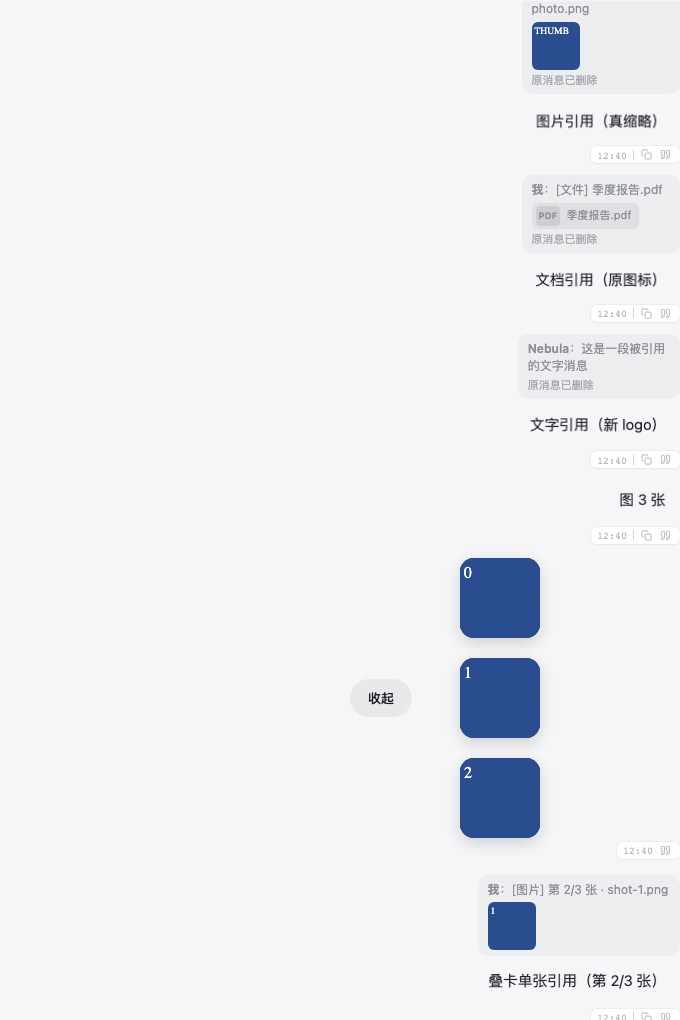 photo.png
THUMB
原消息已删除
图片引用（真缩略）
12:40
我：[文件] 季度报告.pdf
PDF 季度报告.pdf
原消息已删除
文档引用（原图标）
12:40
Nebula：这是一段被引用
的文字消息
原消息已删除
文字引用（新 logo）
12:40
图 3 张
12:40
0
1
收起
2
12:40
我：[图片] 第 2/3 张 · shot-1.png
1
叠卡单张引用（第 2/3 张）
12:40